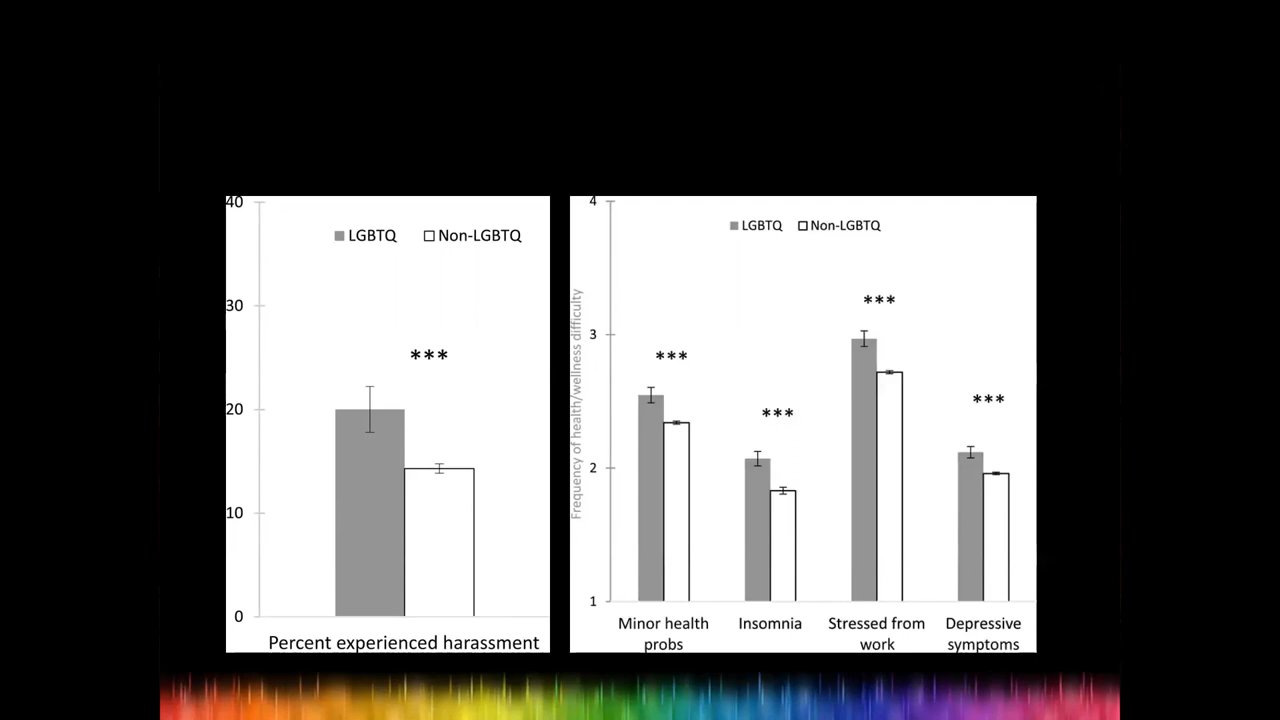 40
30
20
10
0
LGBTQ Non-LGBTQ
***
Percent experienced harassment
4
3
2
1
Frequency of health/wellness difficulty
LGBTQ Non-LGBTQ
***
***
***
***
Minor health probs
Insomnia
Stressed from work
Depressive symptoms